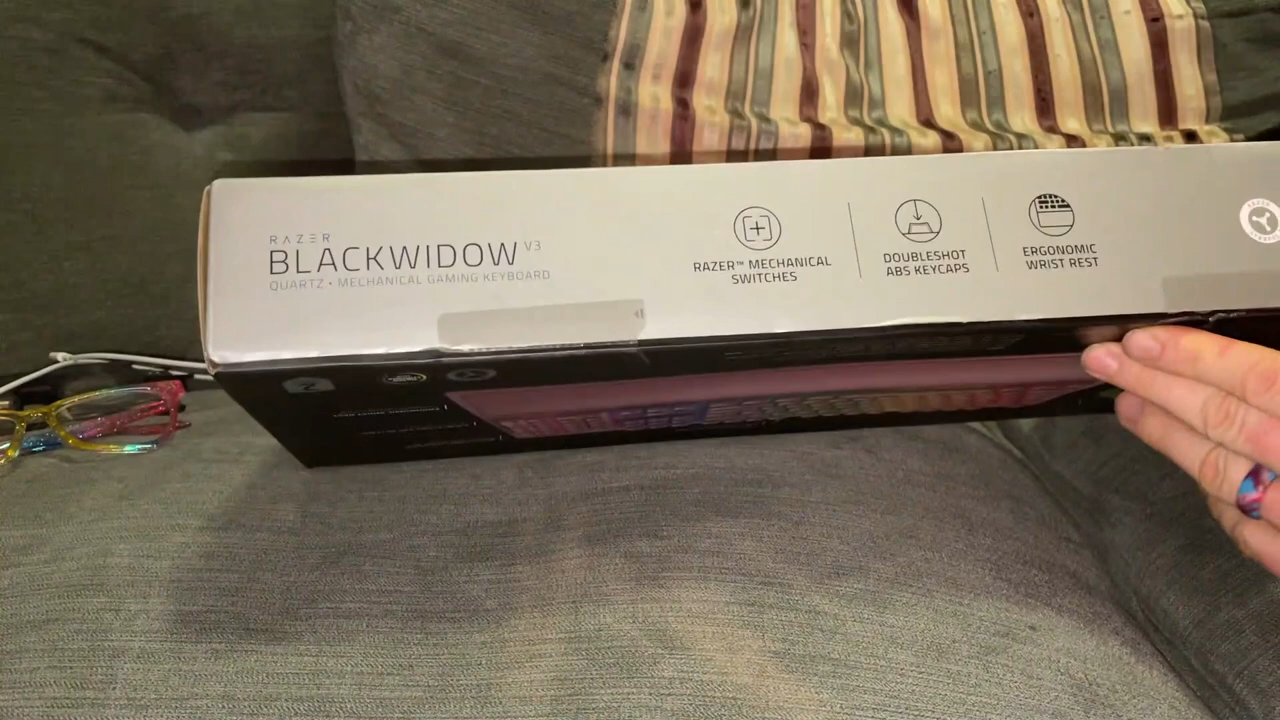 RAZER
BLACKWIDOW V3
QUARTZ • MECHANICAL GAMING KEYBOARD
RAZER™ MECHANICAL
SWITCHES
DOUBLESHOT
ABS KEYCAPS
ERGONOMIC
WRIST REST